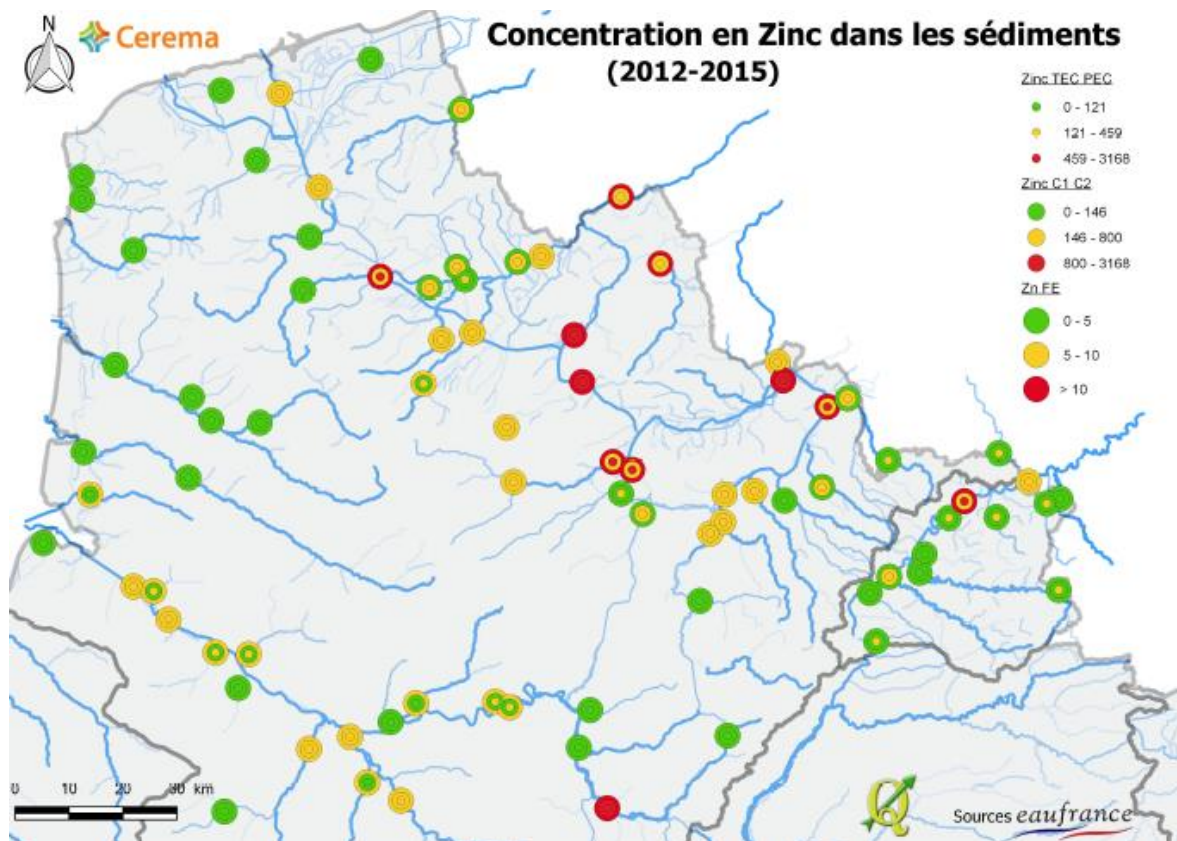 N
Cerema
Concentration en Zinc dans les sédiments
(2012-2015)
Zinc TEC PEC
0 - 121
121 - 459
459 - 3168
Zinc C1 C2
0 - 146
146 - 800
800 - 3168
Zn FE
0 - 5
5 - 10
> 10
0 10 20 30 km
Q
Sources eaufrance